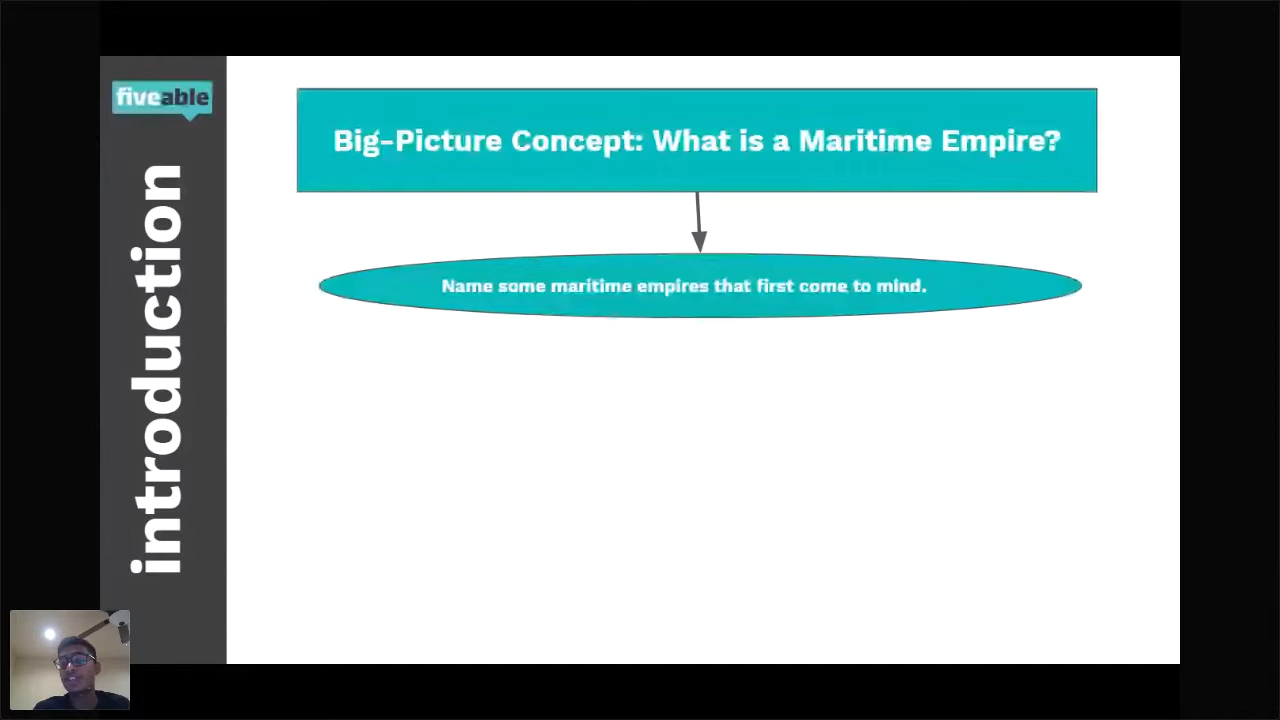 fiveable
introduction
Big-Picture Concept: What is a Maritime Empire?
Name some maritime empires that first come to mind.